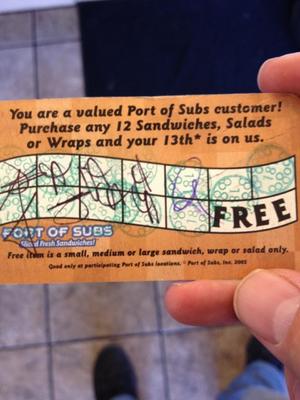 You are a valued Port of Subs customer!
Purchase any 12 Sandwiches, Salads
or Wraps and your 13th* is on us.
FREE
PORT OF SUBS
Sliced Fresh Sandwiches!
Free item is a small, medium or large sandwich, wrap or salad only.
Good only at participating Port of Subs locations. © Port of Subs, Inc. 2005